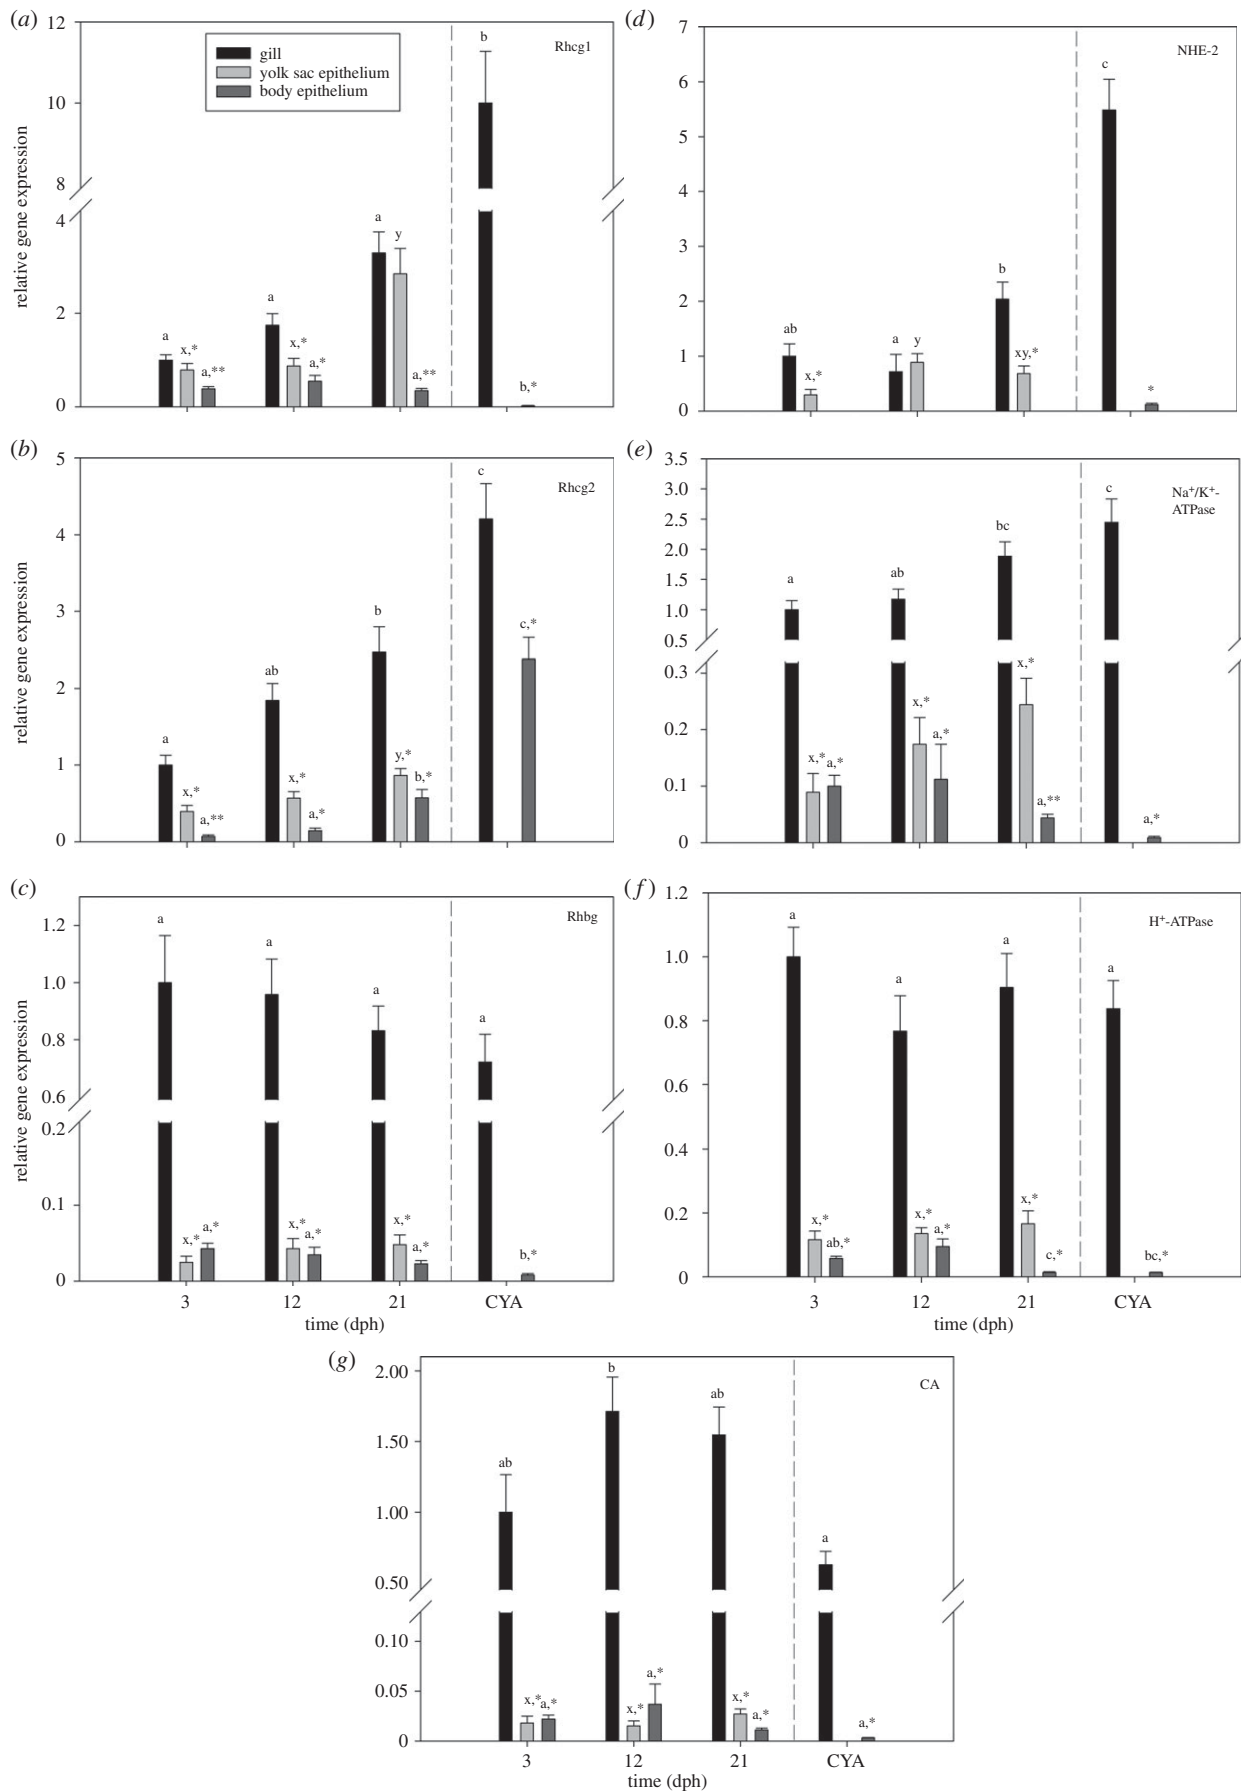 (a)
12
10
8
4
2
0
relative gene expression
gill
yolk sac epithelium
body epithelium
Rhcg1
a
x,*
a,**
a
x,*
a,*
a
y
a,**
b
b,*
(b)
5
4
3
2
1
0
relative gene expression
Rhcg2
a
x,*
a,**
ab
x,*
a,*
b
y,*
b,*
c
c,*
(c)
1.2
1.0
0.8
0.6
0.2
0.1
0
relative gene expression
Rhbg
a
x,*
a,*
a
x,*
a,*
a
x,*
a,*
a
b,*
3
12
21
CYA
time (dph)
(d)
7
6
5
4
3
2
1
0
NHE-2
ab
x,*
a
y
b
xy,*
c
*
(e)
3.5
3.0
2.5
2.0
1.5
1.0
0.5
0.3
0.2
0.1
0
Na⁺/K⁺-
ATPase
a
x,*
a,*
ab
x,*
a,*
bc
x,*
a,**
c
a,*
(f)
1.2
1.0
0.8
0.6
0.4
0.2
0
H⁺-ATPase
a
x,*
ab,*
a
x,*
a,*
a
x,*
c,*
a
bc,*
3
12
21
CYA
time (dph)
(g)
2.00
1.50
1.00
0.50
0.10
0.05
0
CA
ab
x,*
a,*
b
x,*
a,*
ab
x,*
a,*
a
a,*
3
12
21
CYA
time (dph)